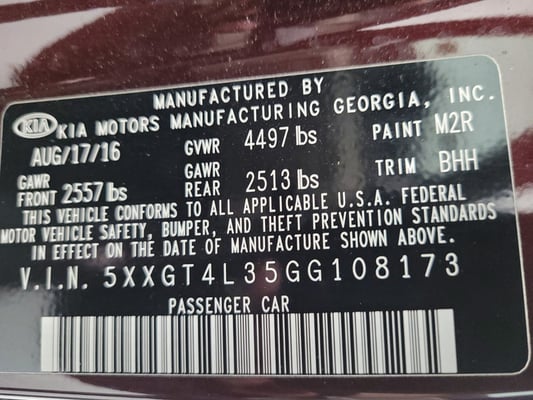 MANUFACTURED BY
KIA KIA MOTORS MANUFACTURING GEORGIA, INC.
AUG/17/16 GVWR 4497 lbs PAINT M2R
GAWR FRONT 2557 lbs GAWR REAR 2513 lbs TRIM BHH
THIS VEHICLE CONFORMS TO ALL APPLICABLE U.S.A. FEDERAL
MOTOR VEHICLE SAFETY, BUMPER, AND THEFT PREVENTION STANDARDS
IN EFFECT ON THE DATE OF MANUFACTURE SHOWN ABOVE.
V.I.N. 5XXGT4L35GG108173
PASSENGER CAR